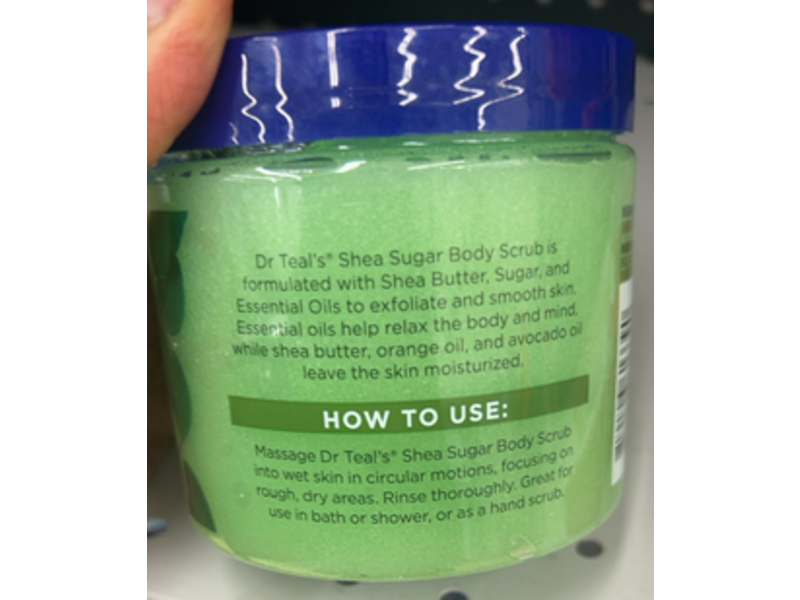 Dr Teal's® Shea Sugar Body Scrub is
formulated with Shea Butter, Sugar, and
Essential Oils to exfoliate and smooth skin.
Essential oils help relax the body and mind,
while shea butter, orange oil, and avocado oil
leave the skin moisturized.
HOW TO USE:
Massage Dr Teal's® Shea Sugar Body Scrub
into wet skin in circular motions, focusing on
rough, dry areas. Rinse thoroughly. Great for
use in bath or shower, or as a hand scrub.